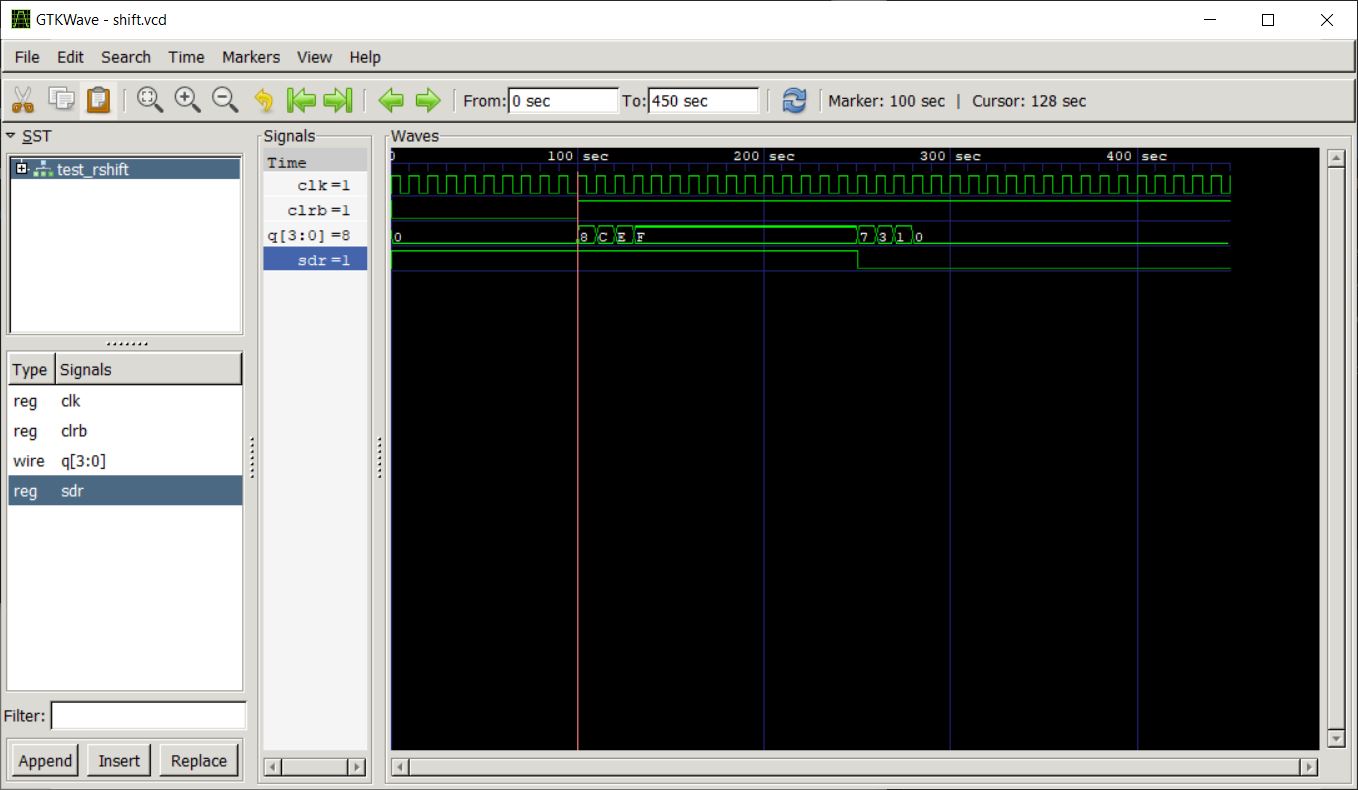 GTKWave - shift.vcd
File Edit Search Time Markers View Help
From: 0 sec To: 450 sec Marker: 100 sec | Cursor: 128 sec
SST
test_rshift
Type Signals
reg clk
reg clrb
wire q[3:0]
reg sdr
Filter:
Append Insert Replace
Signals
Time
clk =1
clrb =1
q[3:0] =8
sdr =1
Waves
0 100 sec 200 sec 300 sec 400 sec
0 8 C E F 7 3 1 0